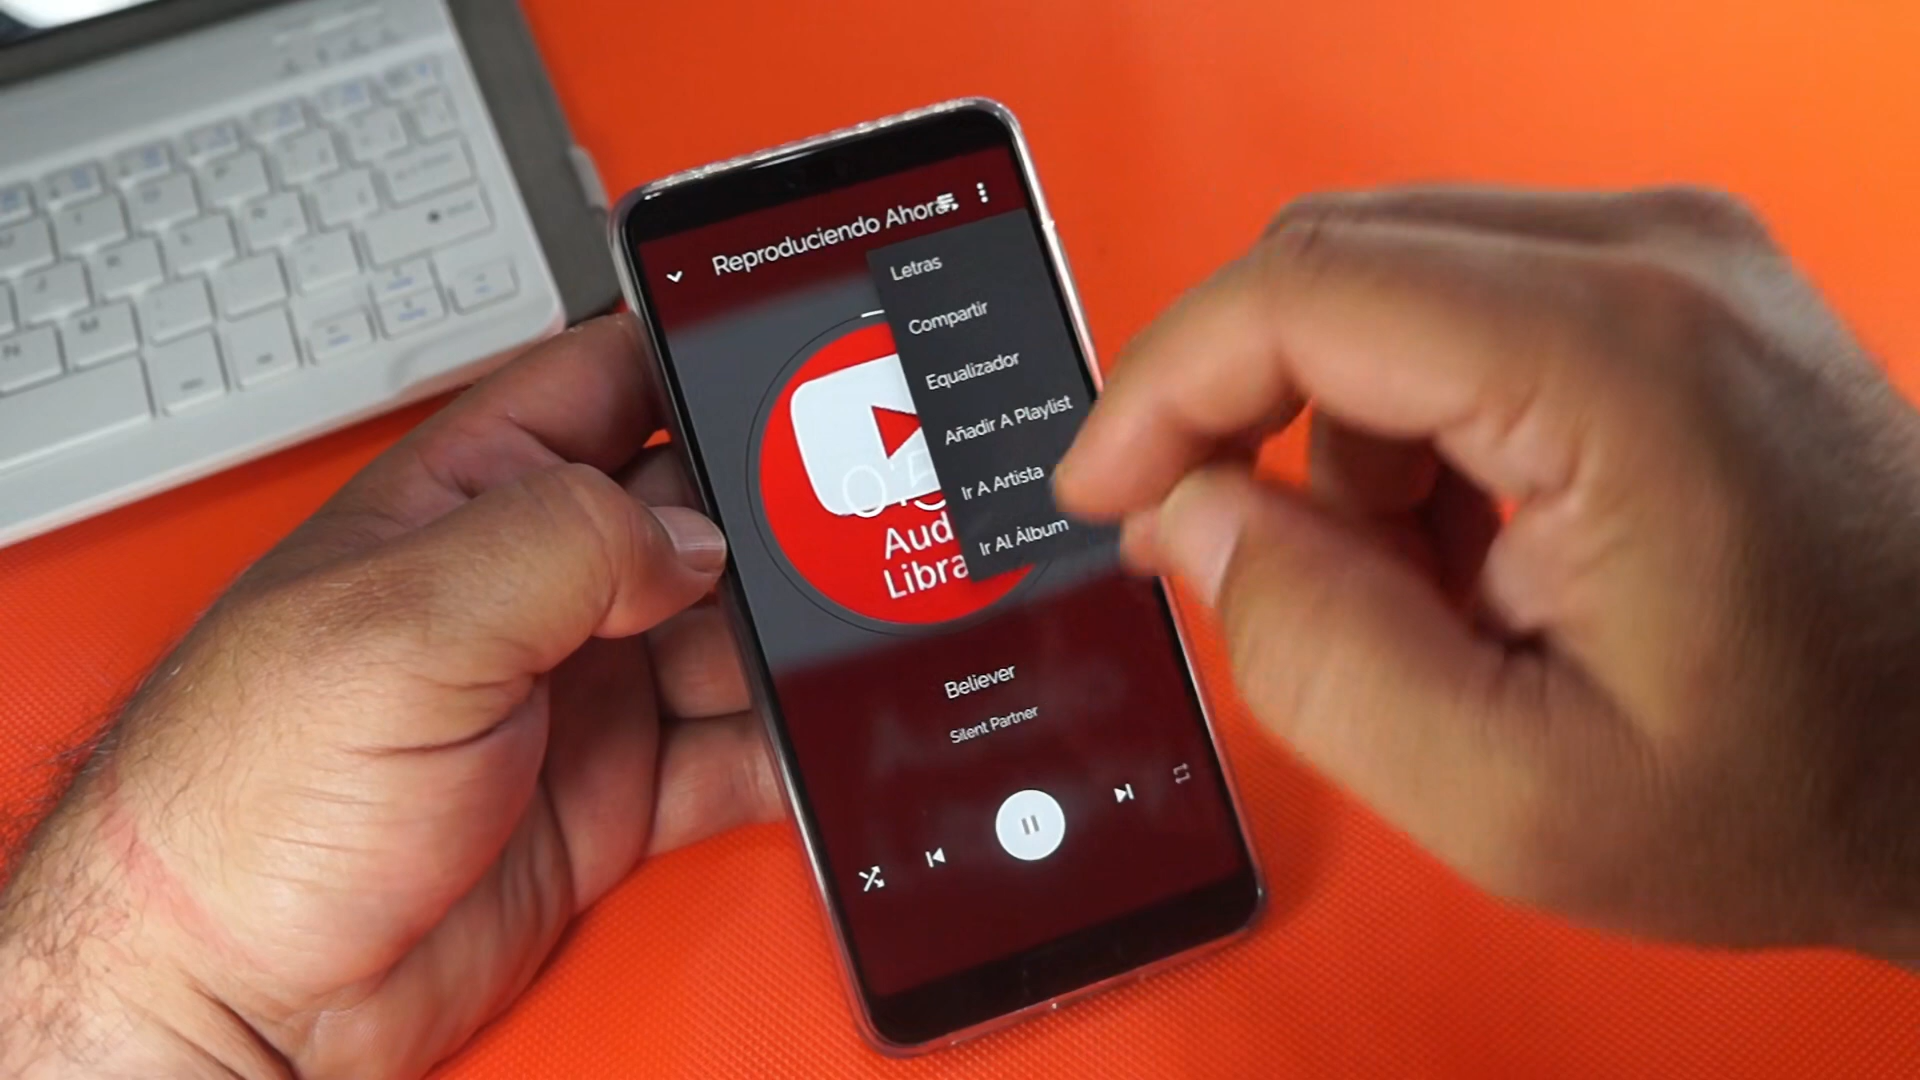 Reproduciendo Ahora
Letras
Compartir
Equalizador
Añadir A Playlist
Ir A Artista
Ir Al Álbum
Aud
Libra
Believer
Silent Partner